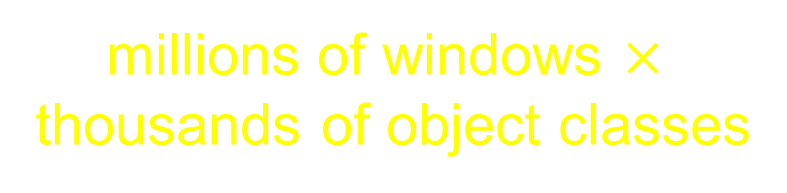 millions of windows ×
thousands of object classes